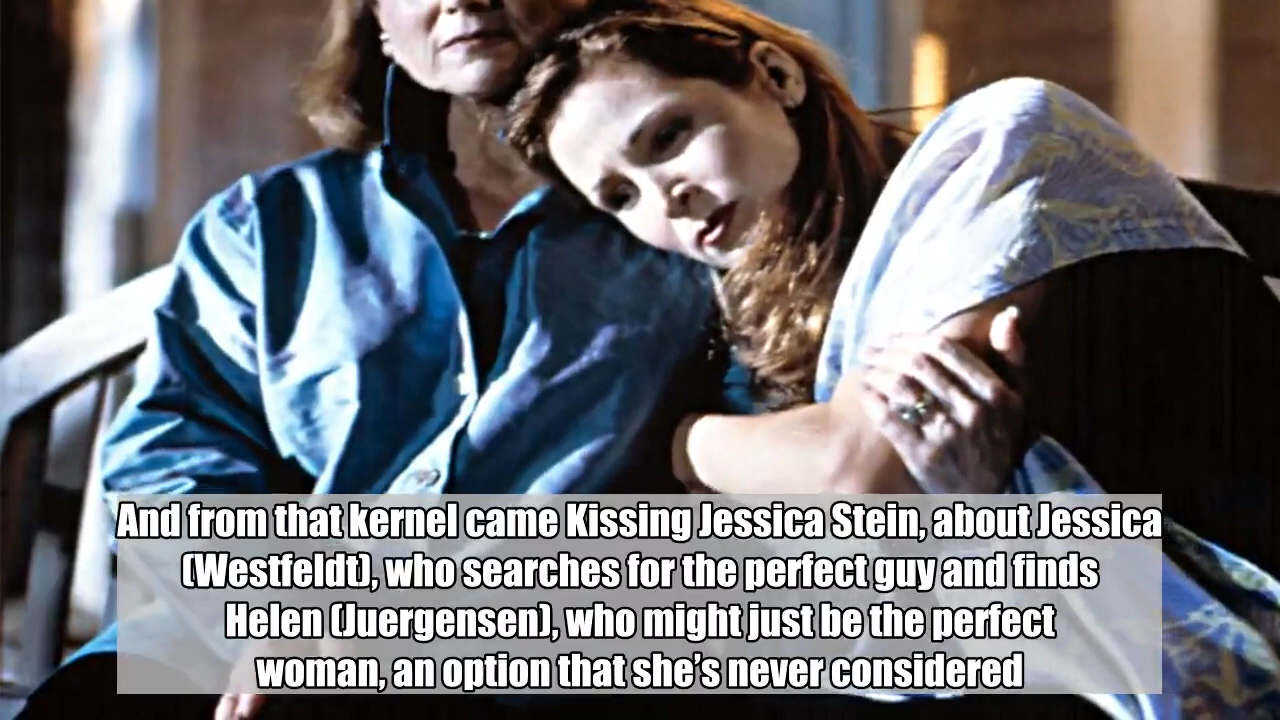 And from that kernel came Kissing Jessica Stein, about Jessica
(Westfeldt), who searches for the perfect guy and finds
Helen (Juergensen), who might just be the perfect
woman, an option that she’s never considered